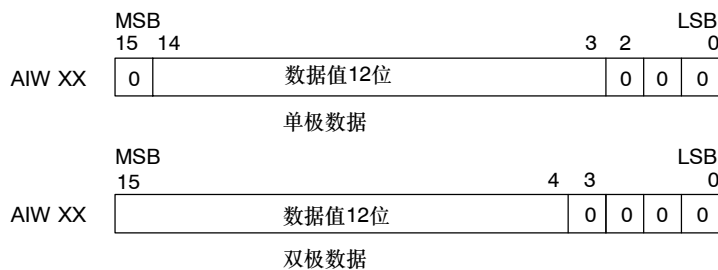 MSB LSB
15 14 3 2 0
AIW XX 0 数据值12位 0 0 0
单极数据
MSB LSB
15 4 3 0
AIW XX 数据值12位 0 0 0 0
双极数据